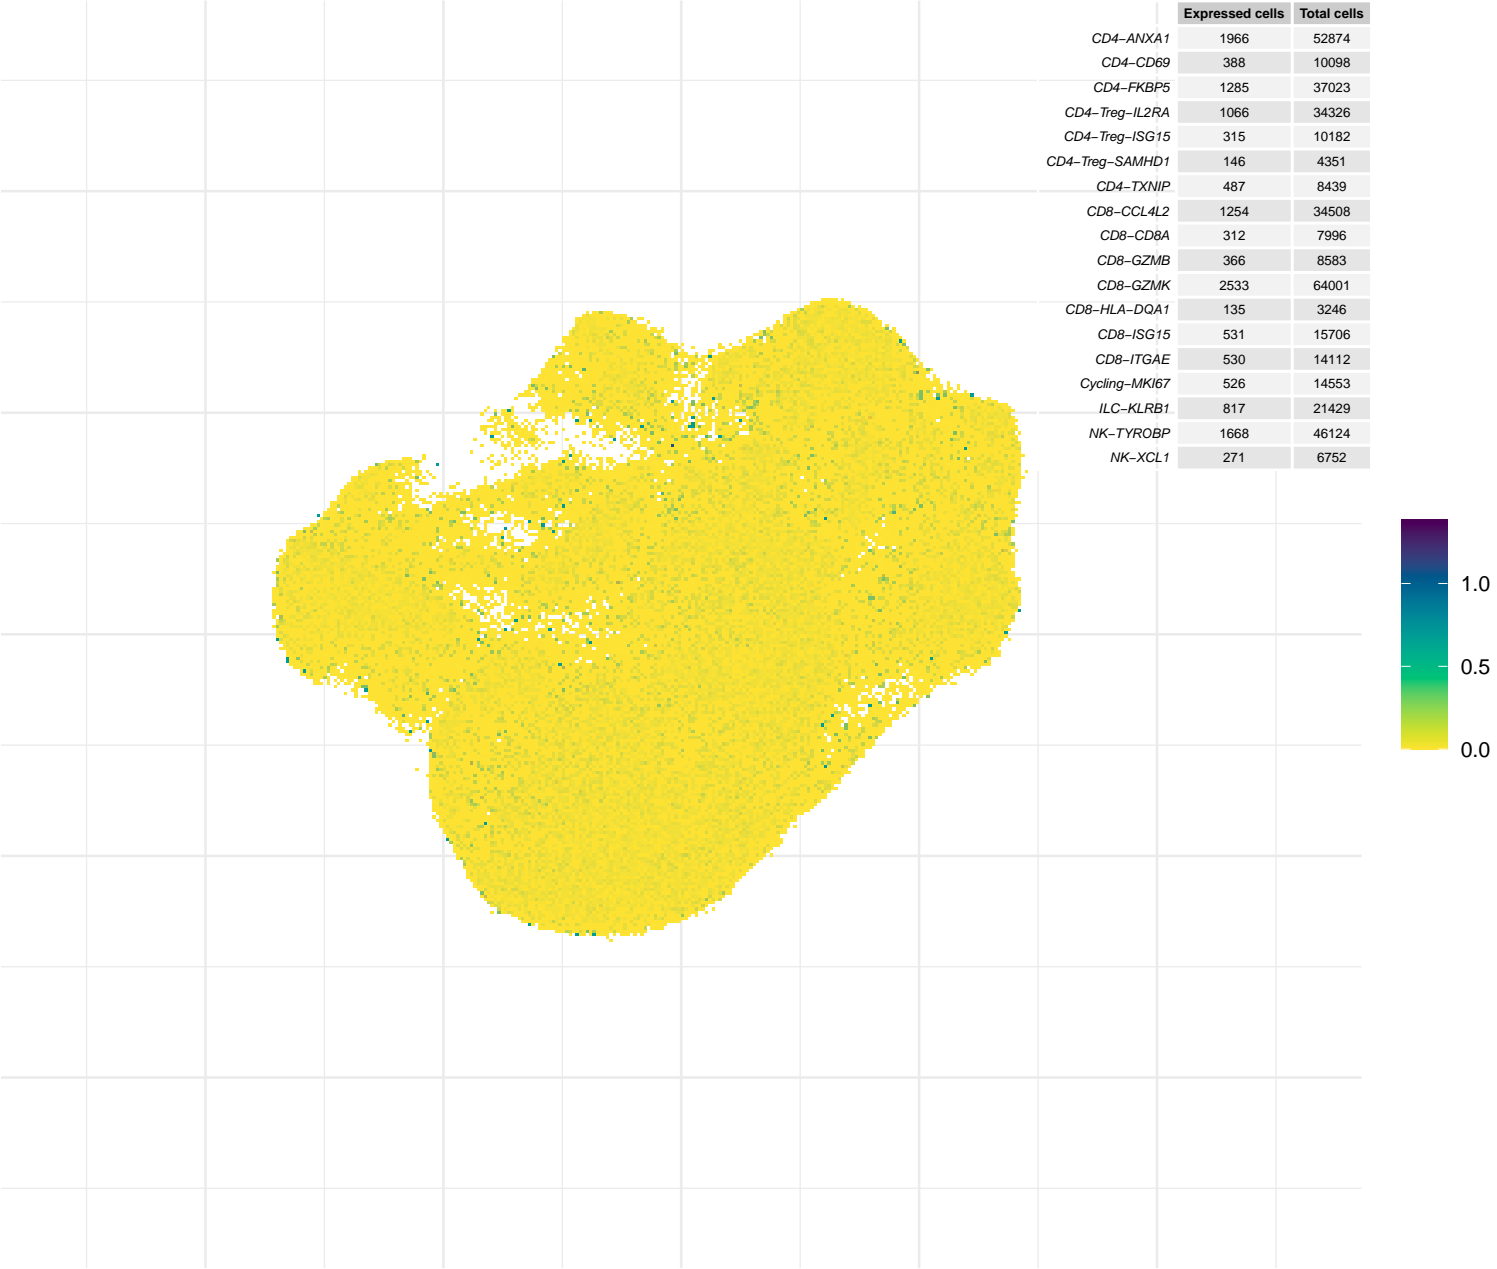 Expressed cells Total cells
CD4−ANXA1 1966 52874
CD4−CD69 388 10098
CD4−FKBP5 1285 37023
CD4−Treg−IL2RA 1066 34326
CD4−Treg−ISG15 315 10182
CD4−Treg−SAMHD1 146 4351
CD4−TXNIP 487 8439
CD8−CCL4L2 1254 34508
CD8−CD8A 312 7996
CD8−GZMB 366 8583
CD8−GZMK 2533 64001
CD8−HLA−DQA1 135 3246
CD8−ISG15 531 15706
CD8−ITGAE 530 14112
Cycling−MKI67 526 14553
ILC−KLRB1 817 21429
NK−TYROBP 1668 46124
NK−XCL1 271 6752
1.0
0.5
0.0